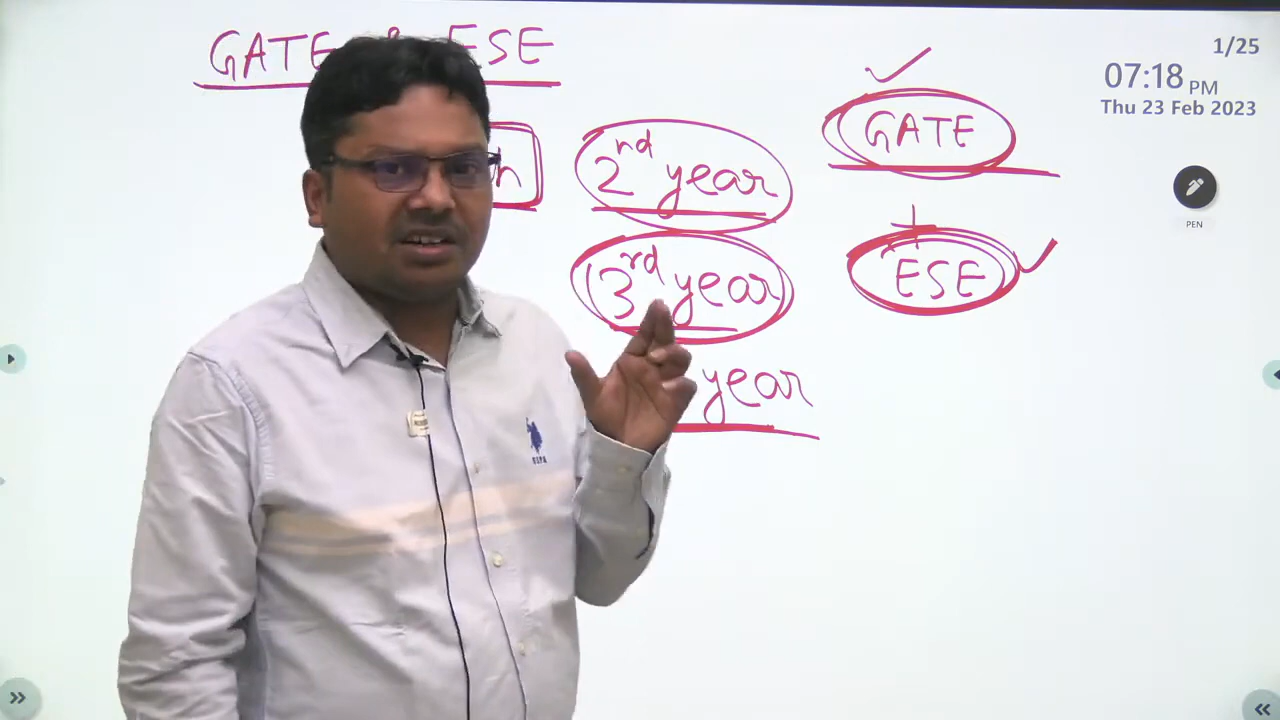 GATE & ESE
2nd year
3rd year
year
GATE
+
ESE
1/25
07:18 PM
Thu 23 Feb 2023
PEN
USPA